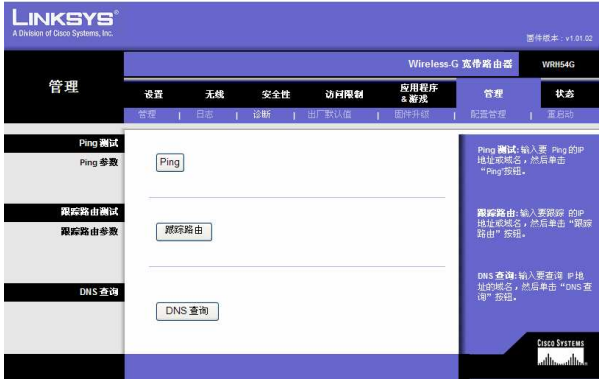 LINKSYS®
A Division of Cisco Systems, Inc.
固件版本：v1.01.02
Wireless-G 宽带路由器 WRH54G
管理
设置 无线 安全性 访问限制 应用程序 & 游戏 管理 状态
管理 | 日志 | 诊断 | 出厂默认值 | 固件升级 | 配置管理 | 重启动
Ping 测试
Ping 参数
Ping
Ping 测试:输入要 Ping 的IP
地址或域名，然后单击
“Ping”按钮。
跟踪路由测试
跟踪路由参数
跟踪路由
跟踪路由:输入要跟踪 的IP
地址或域名，然后单击 “跟踪
路由” 按钮。
DNS 查询
DNS 查询
DNS 查询:输入要查询 IP 地
址的域名，然后单击 “DNS 查
询” 按钮。
CISCO SYSTEMS